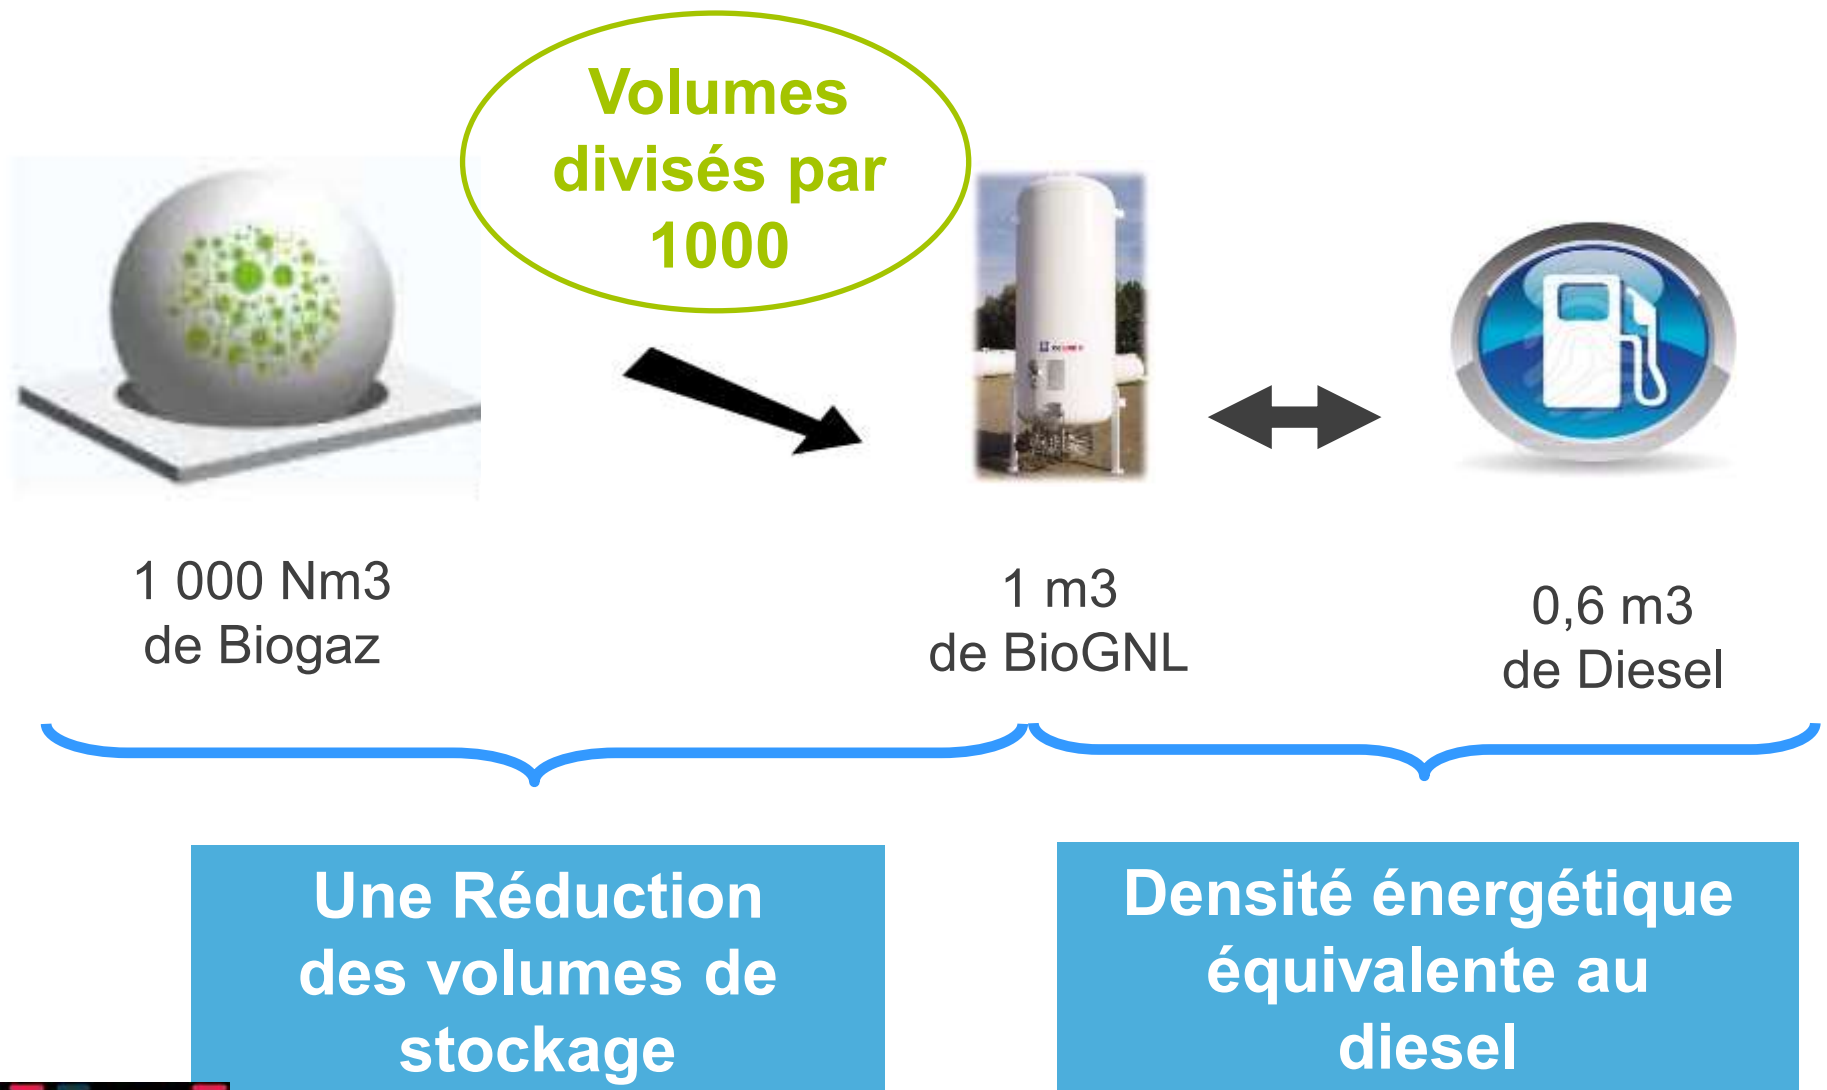 Volumes
divisés par
1000
1 000 Nm3
de Biogaz
1 m3
de BioGNL
0,6 m3
de Diesel
Une Réduction
des volumes de
stockage
Densité énergétique
équivalente au
diesel